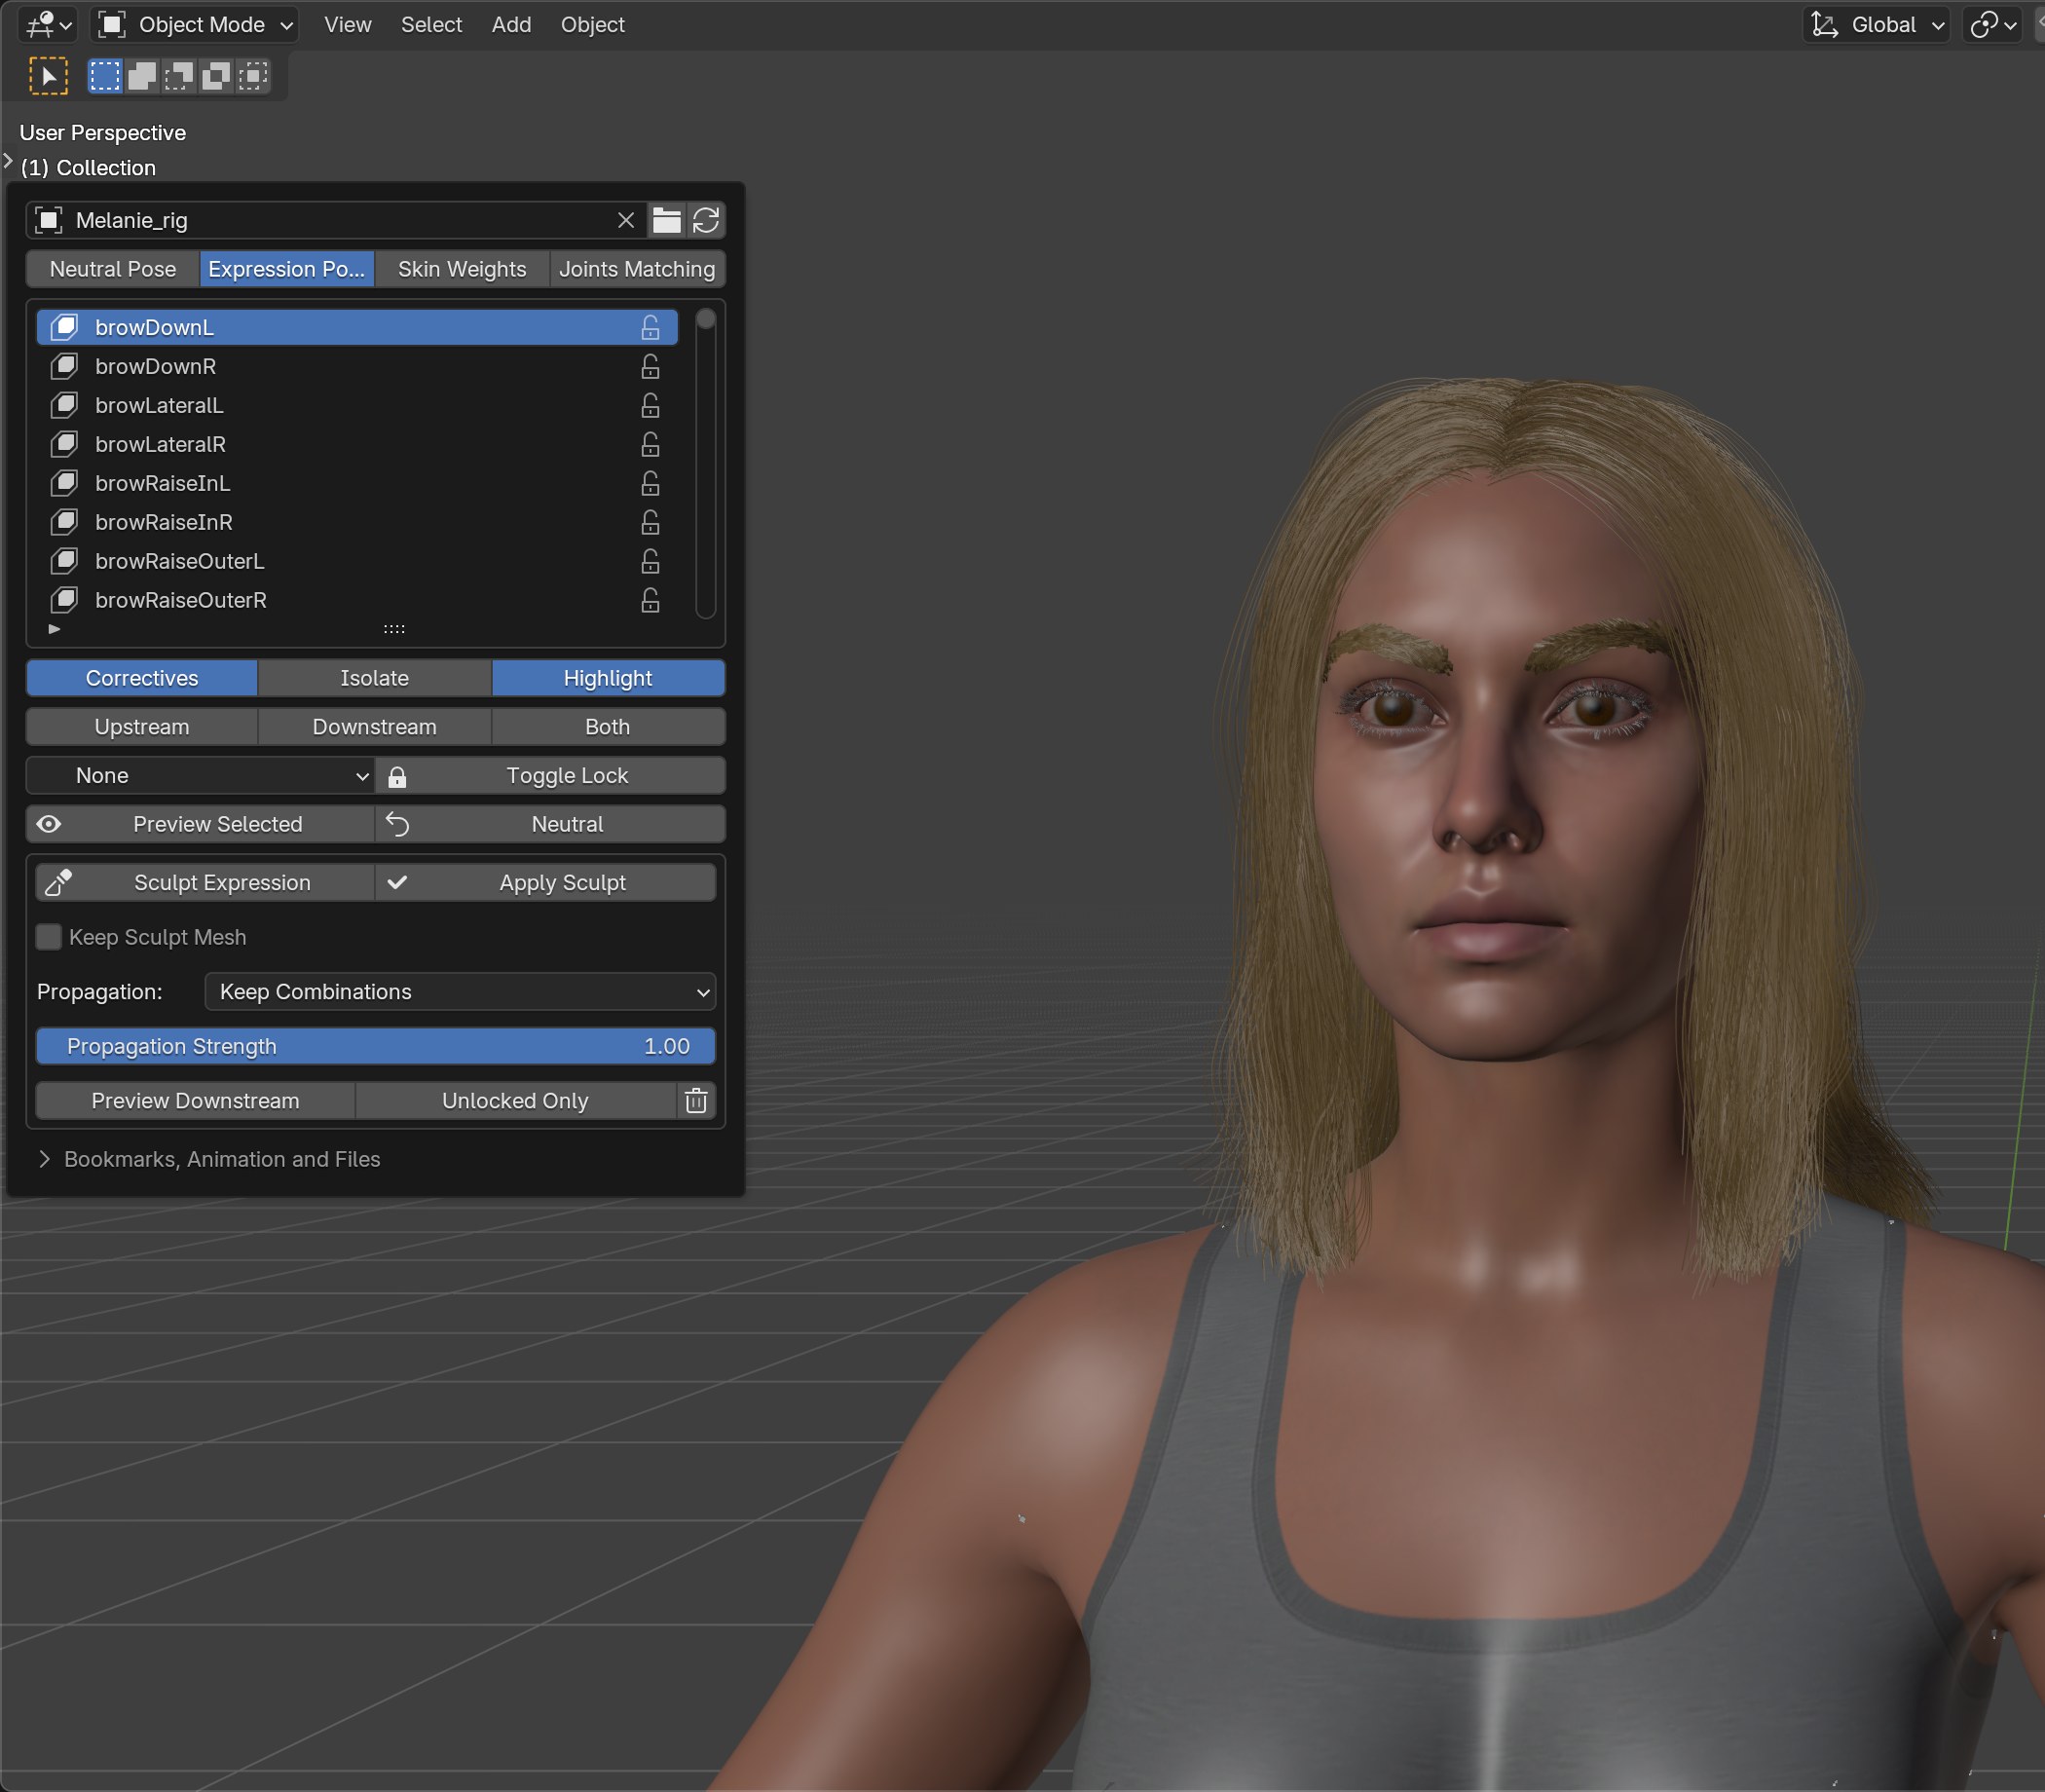 Object Mode View Select Add Object Global
User Perspective
(1) Collection
Melanie_rig
Neutral Pose Expression Po... Skin Weights Joints Matching
browDownL
browDownR
browLateralL
browLateralR
browRaiseInL
browRaiseInR
browRaiseOuterL
browRaiseOuterR
Correctives Isolate Highlight
Upstream Downstream Both
None Toggle Lock
Preview Selected Neutral
Sculpt Expression Apply Sculpt
Keep Sculpt Mesh
Propagation: Keep Combinations
Propagation Strength 1.00
Preview Downstream Unlocked Only
Bookmarks, Animation and Files